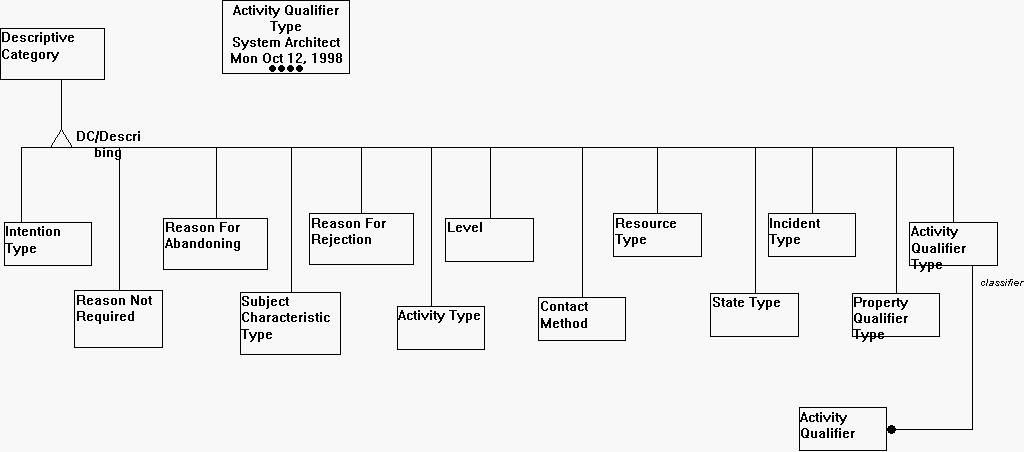 Activity Qualifier
Type
System Architect
Mon Oct 12, 1998
Descriptive
Category
DC/Descri
bing
Intention
Type
Reason Not
Required
Reason For
Abandoning
Subject
Characteristic
Type
Reason For
Rejection
Activity Type
Level
Contact
Method
Resource
Type
State Type
Incident
Type
Property
Qualifier
Type
Activity
Qualifier
Type
classifier
Activity
Qualifier